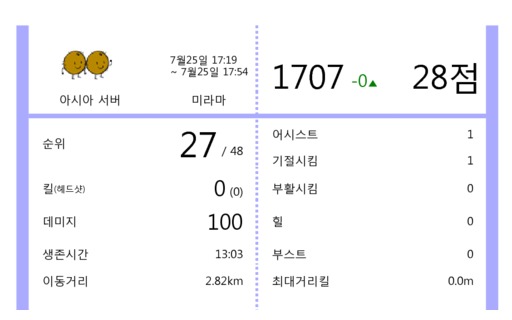 7월25일 17:19
~ 7월25일 17:54
아시아 서버
미라마
1707 -0▲
28점
순위
27 / 48
킬(헤드샷)
0 (0)
데미지
100
생존시간
13:03
이동거리
2.82km
어시스트
1
기절시킴
1
부활시킴
0
힐
0
부스트
0
최대거리킬
0.0m